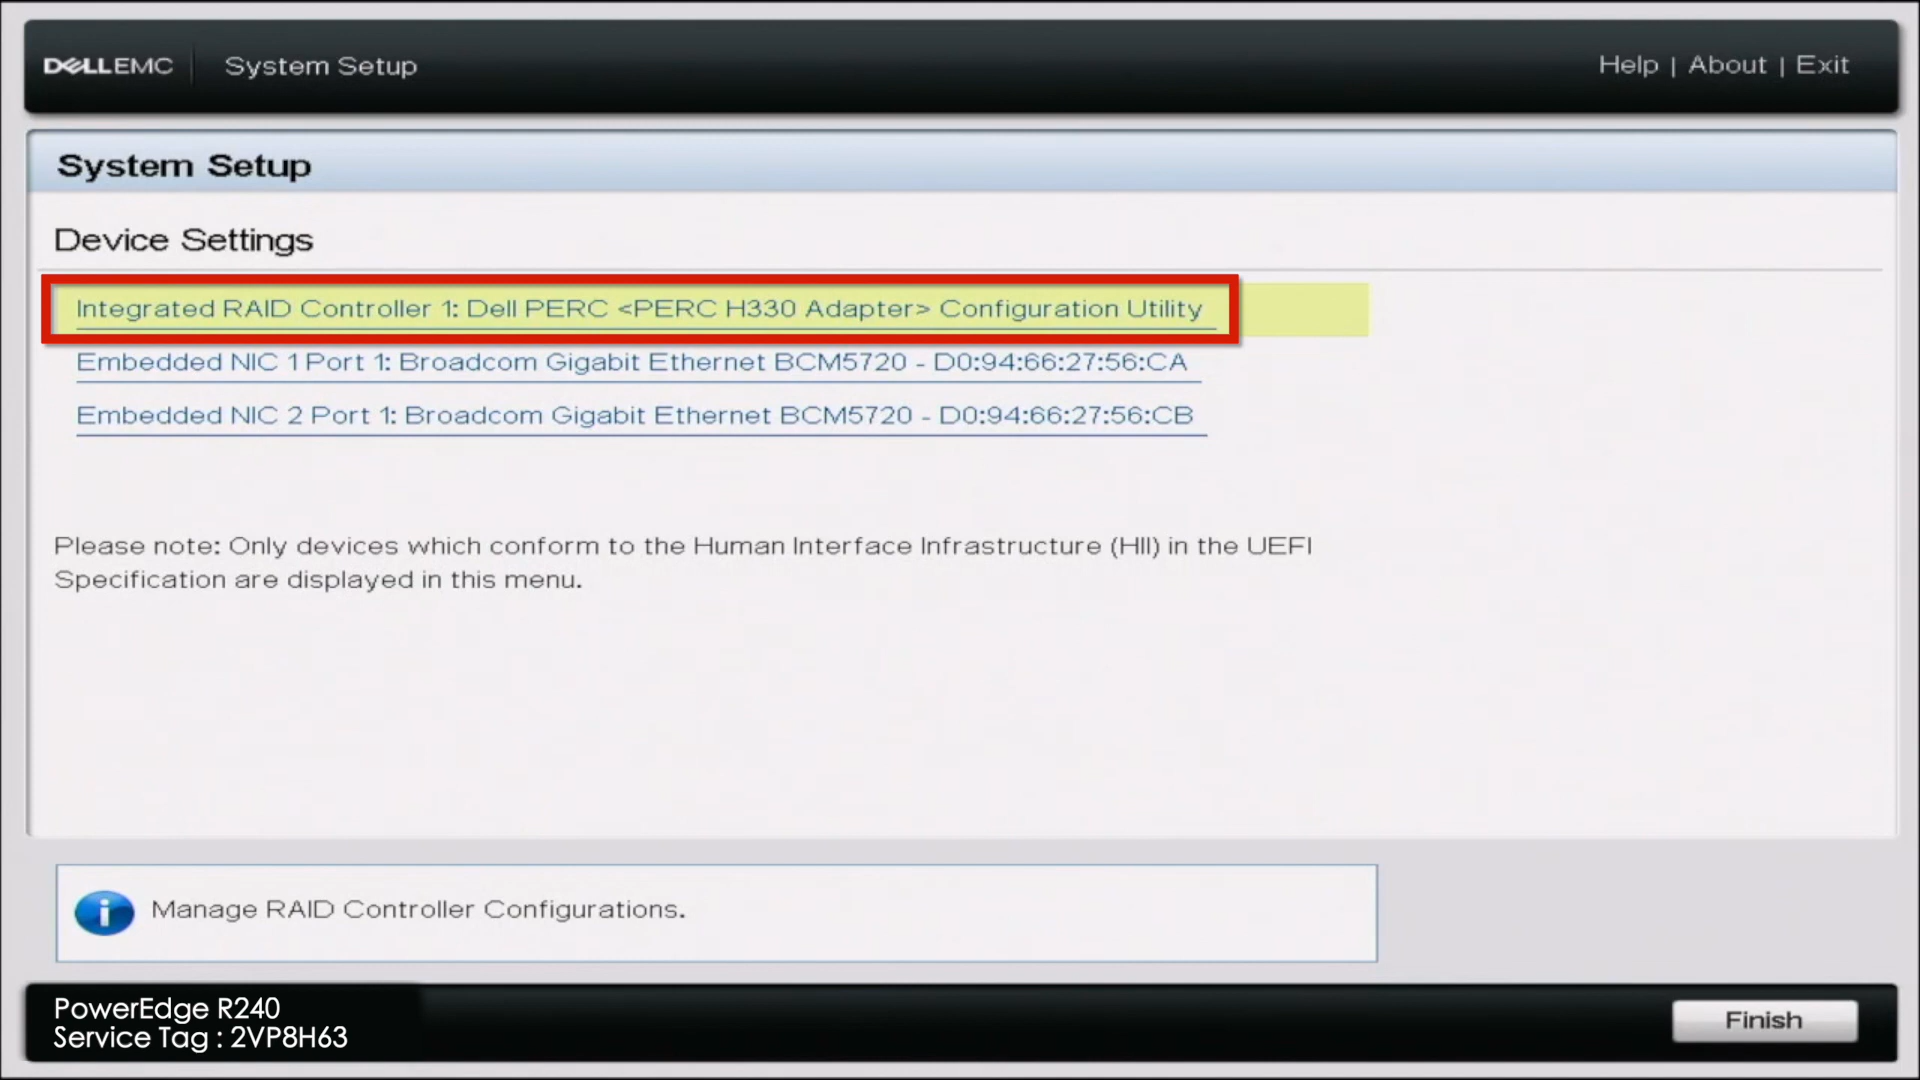 DELLEMC System Setup Help | About | Exit
System Setup
Device Settings
Integrated RAID Controller 1: Dell PERC <PERC H330 Adapter> Configuration Utility
Embedded NIC 1 Port 1: Broadcom Gigabit Ethernet BCM5720 - D0:94:66:27:56:CA
Embedded NIC 2 Port 1: Broadcom Gigabit Ethernet BCM5720 - D0:94:66:27:56:CB
Please note: Only devices which conform to the Human Interface Infrastructure (HII) in the UEFI
Specification are displayed in this menu.
Manage RAID Controller Configurations.
PowerEdge R240
Service Tag : 2VP8H63
Finish